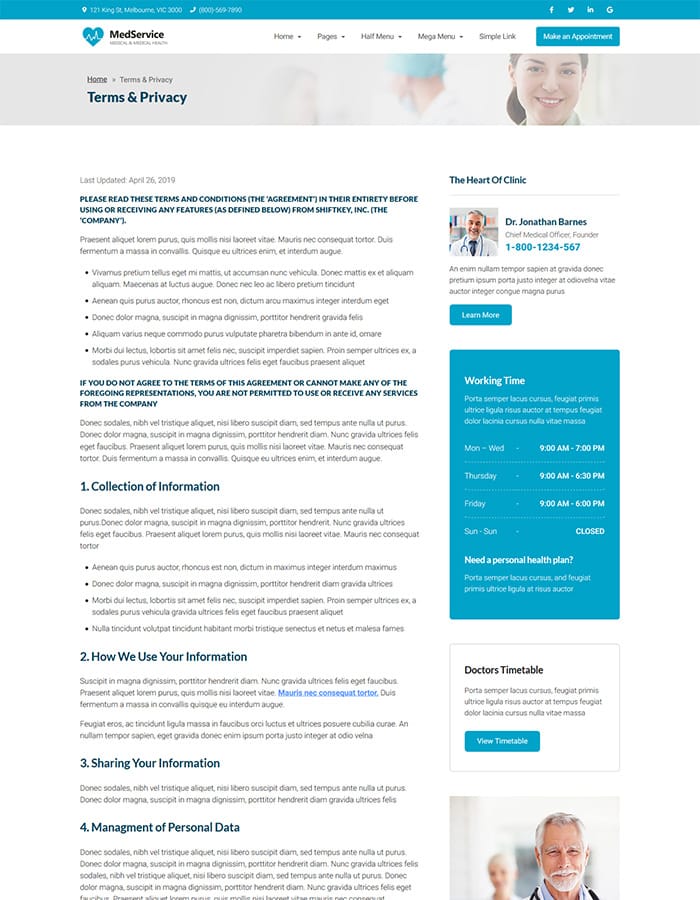 121 King St, Melbourne, VIC 3000 (800)-569-7890
MedService
MEDICAL & MEDICAL HEALTH
Home Pages Half Menu Mega Menu Simple Link Make an Appointment
Home » Terms & Privacy
Terms & Privacy
Last Updated: April 26, 2019
PLEASE READ THESE TERMS AND CONDITIONS (THE 'AGREEMENT') IN THEIR ENTIRETY BEFORE
USING OR RECEIVING ANY FEATURES (AS DEFINED BELOW) FROM SHIFTKEY, INC. (THE
'COMPANY').
Praesent aliquet lorem purus, quis mollis nisi laoreet vitae. Mauris nec consequat tortor. Duis
fermentum a massa in convallis. Quisque eu ultrices enim, et interdum augue.
• Vivamus pretium tellus eget mi mattis, ut accumsan nunc vehicula. Donec mattis ex et aliquam
aliquam. Maecenas at luctus augue. Donec nec leo ac libero pretium tincidunt
• Aenean quis purus auctor, rhoncus est non, dictum arcu maximus integer interdum eget
• Donec dolor magna, suscipit in magna dignissim, porttitor hendrerit gravida felis
• Aliquam varius neque commodo purus vulputate pharetra bibendum in ante id, ornare
• Morbi dui lectus, lobortis sit amet felis nec, suscipit imperdiet sapien. Proin semper ultrices ex, a
sodales purus vehicula. Nunc gravida ultrices felis eget faucibus praesent aliquet
IF YOU DO NOT AGREE TO THE TERMS OF THIS AGREEMENT OR CANNOT MAKE ANY OF THE
FOREGOING REPRESENTATIONS, YOU ARE NOT PERMITTED TO USE OR RECEIVE ANY SERVICES
FROM THE COMPANY
Donec sodales, nibh vel tristique aliquet, nisi libero suscipit diam, sed tempus ante nulla ut purus.
Donec dolor magna, suscipit in magna dignissim, porttitor hendrerit diam. Nunc gravida ultrices felis
eget faucibus. Praesent aliquet lorem purus, quis mollis nisi laoreet vitae. Mauris nec consequat
tortor. Duis fermentum a massa in convallis. Quisque eu ultrices enim, et interdum augue.
1. Collection of Information
Donec sodales, nibh vel tristique aliquet, nisi libero suscipit diam, sed tempus ante nulla ut
purus.Donec dolor magna, suscipit in magna dignissim, porttitor hendrerit. Nunc gravida ultrices
felis eget faucibus. Praesent aliquet lorem purus, quis mollis nisi laoreet vitae. Mauris nec consequat
tortor
• Aenean quis purus auctor, rhoncus est non, dictum in maximus integer interdum maximus
• Donec dolor magna, suscipit in magna dignissim, porttitor hendrerit diam gravida ultrices
• Morbi dui lectus, lobortis sit amet felis nec, suscipit imperdiet sapien. Proin semper ultrices ex, a
sodales purus vehicula gravida ultrices felis eget faucibus praesent aliquet
• Nulla tincidunt volutpat tincidunt habitant morbi tristique senectus et netus et malesa fames
2. How We Use Your Information
Suscipit in magna dignissim, porttitor hendrerit diam. Nunc gravida ultrices felis eget faucibus.
Praesent aliquet lorem purus, quis mollis nisi laoreet vitae. Mauris nec consequat tortor. Duis
fermentum a massa in convallis quisque eu interdum augue.
Feugiat eros, ac tincidunt ligula massa in faucibus orci luctus et ultrices posuere cubilia curae. An
nullam tempor sapien, eget gravida donec enim ipsum porta justo integer at odio velna
3. Sharing Your Information
Donec sodales, nibh vel tristique aliquet, nisi libero suscipit diam, sed tempus ante nulla ut purus.
Donec dolor magna, suscipit in magna dignissim, porttitor hendrerit diam gravida ultrices felis
4. Managment of Personal Data
Donec sodales, nibh vel tristique aliquet, nisi libero suscipit diam, sed tempus ante nulla ut purus.
Donec dolor magna, suscipit in magna dignissim, porttitor hendrerit diam. Nunc gravida ultrices felis
sodales, nibh vel tristique aliquet, nisi libero suscipit diam, sed tempus ante nulla ut purus. Donec
dolor magna, suscipit in magna dignissim, porttitor hendrerit diam. Nunc gravida ultrices felis eget
The Heart Of Clinic
Dr. Jonathan Barnes
Chief Medical Officer, Founder
1-800-1234-567
An enim nullam tempor sapien at gravida donec
pretium ipsum porta justo integer at odiovelna vitae
auctor integer congue magna purus
Learn More
Working Time
Porta semper lacus cursus, feugiat primis
ultrice ligula risus auctor at tempus feugiat
dolor lacinia cursus nulla vitae massa
Mon – Wed - 9:00 AM - 7:00 PM
Thursday - 9:00 AM - 6:30 PM
Friday - 9:00 AM - 6:00 PM
Sun - Sun - CLOSED
Need a personal health plan?
Porta semper lacus cursus, and feugiat
primis ultrice ligula at risus auctor
Doctors Timetable
Porta semper lacus cursus, feugiat primis
ultrice ligula risus auctor at tempus feugiat
dolor lacinia cursus nulla vitae massa
View Timetable